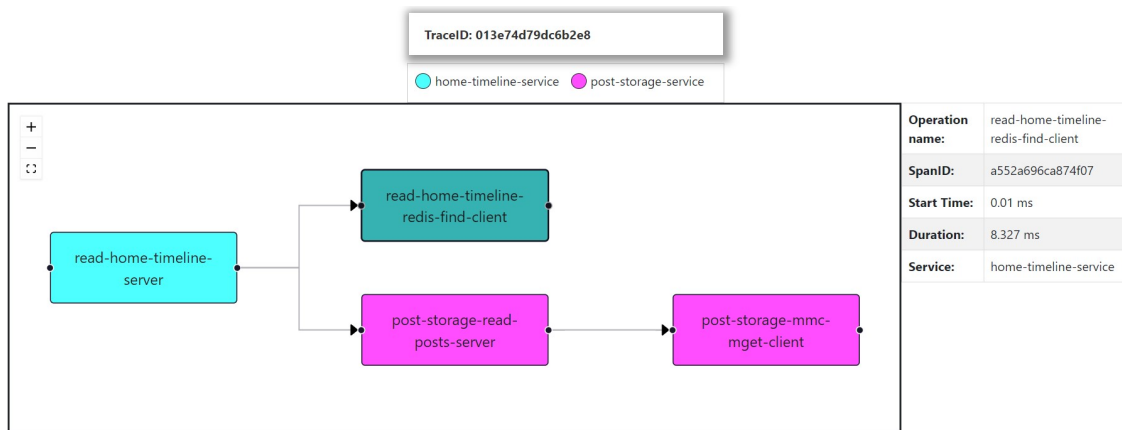 TraceID: 013e74d79dc6b2e8
home-timeline-service post-storage-service
read-home-timeline-
server
read-home-timeline-
redis-find-client
post-storage-read-
posts-server
post-storage-mmc-
mget-client
Operation name: read-home-timeline-redis-find-client
SpanID: a552a696ca874f07
Start Time: 0.01 ms
Duration: 8.327 ms
Service: home-timeline-service